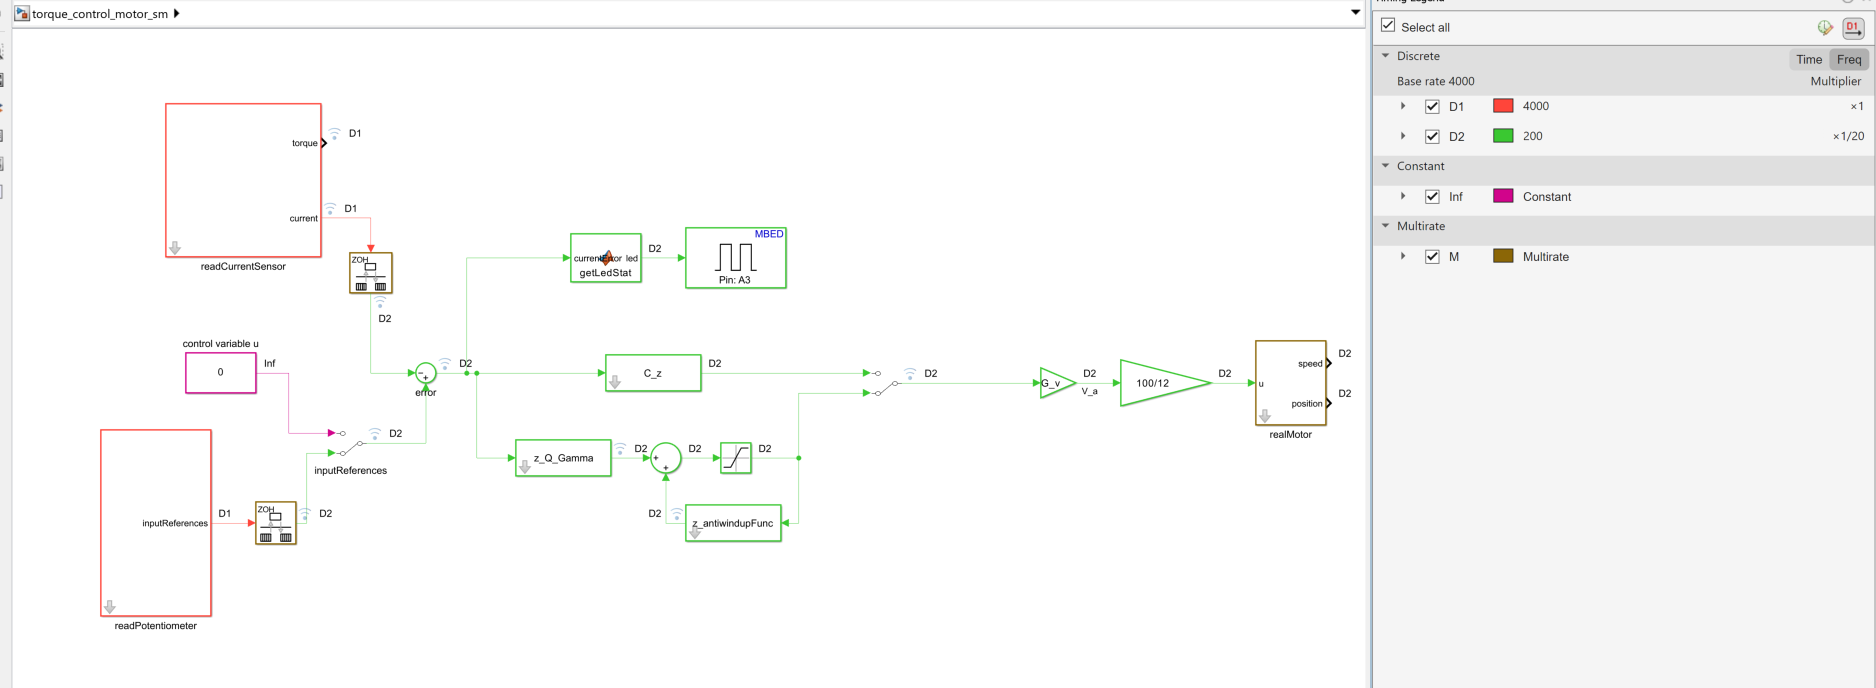 torque_control_motor_sm
torque
D1
current
D1
readCurrentSensor
ZOH
D2
control variable u
0
Inf
inputReferences
D2
inputReferences
D1
ZOH
D2
readPotentiometer
error
D2
currentError led
getLedStat
D2
MBED
Pin: A3
C_z
D2
z_Q_Gamma
D2
D2
D2
z_antiwindupFunc
D2
D2
G_v
D2
V_a
100/12
D2
u
speed
D2
position
D2
realMotor
Timing Legend
Select all
D1
Discrete
Time Freq
Base rate 4000 Multiplier
D1 4000 ×1
D2 200 ×1/20
Constant
Inf Constant
Multirate
M Multirate